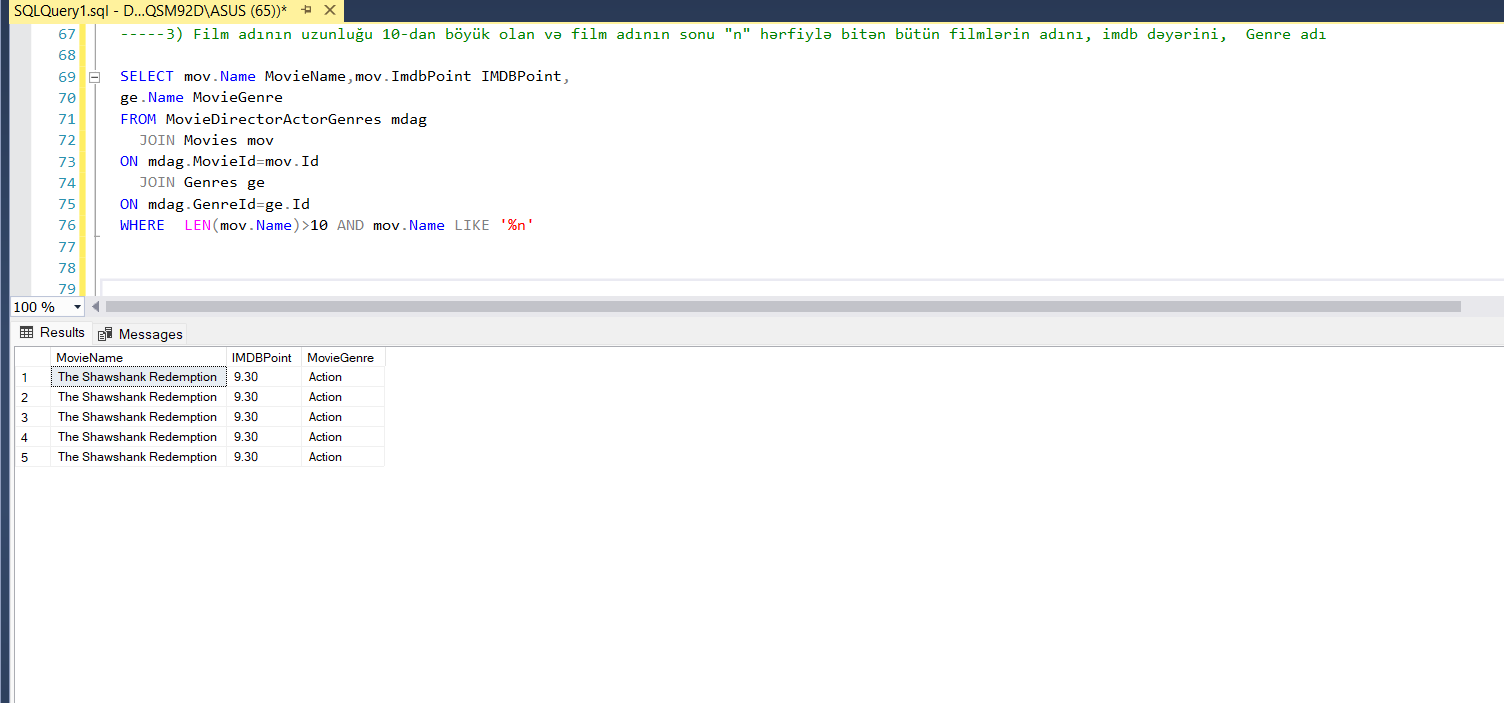 SQLQuery1.sql - D...QSM92D\ASUS (65))*
67 -----3) Film adının uzunluğu 10-dan böyük olan və film adının sonu "n" hərfiylə bitən bütün filmlərin adını, imdb dəyərini,  Genre adı
68
69 SELECT mov.Name MovieName,mov.ImdbPoint IMDBPoint,
70 ge.Name MovieGenre
71 FROM MovieDirectorActorGenres mdag
72 JOIN Movies mov
73 ON mdag.MovieId=mov.Id
74 JOIN Genres ge
75 ON mdag.GenreId=ge.Id
76 WHERE  LEN(mov.Name)>10 AND mov.Name LIKE '%n'
77
78
79
100 %
Results Messages
MovieName IMDBPoint MovieGenre
1 The Shawshank Redemption 9.30 Action
2 The Shawshank Redemption 9.30 Action
3 The Shawshank Redemption 9.30 Action
4 The Shawshank Redemption 9.30 Action
5 The Shawshank Redemption 9.30 Action